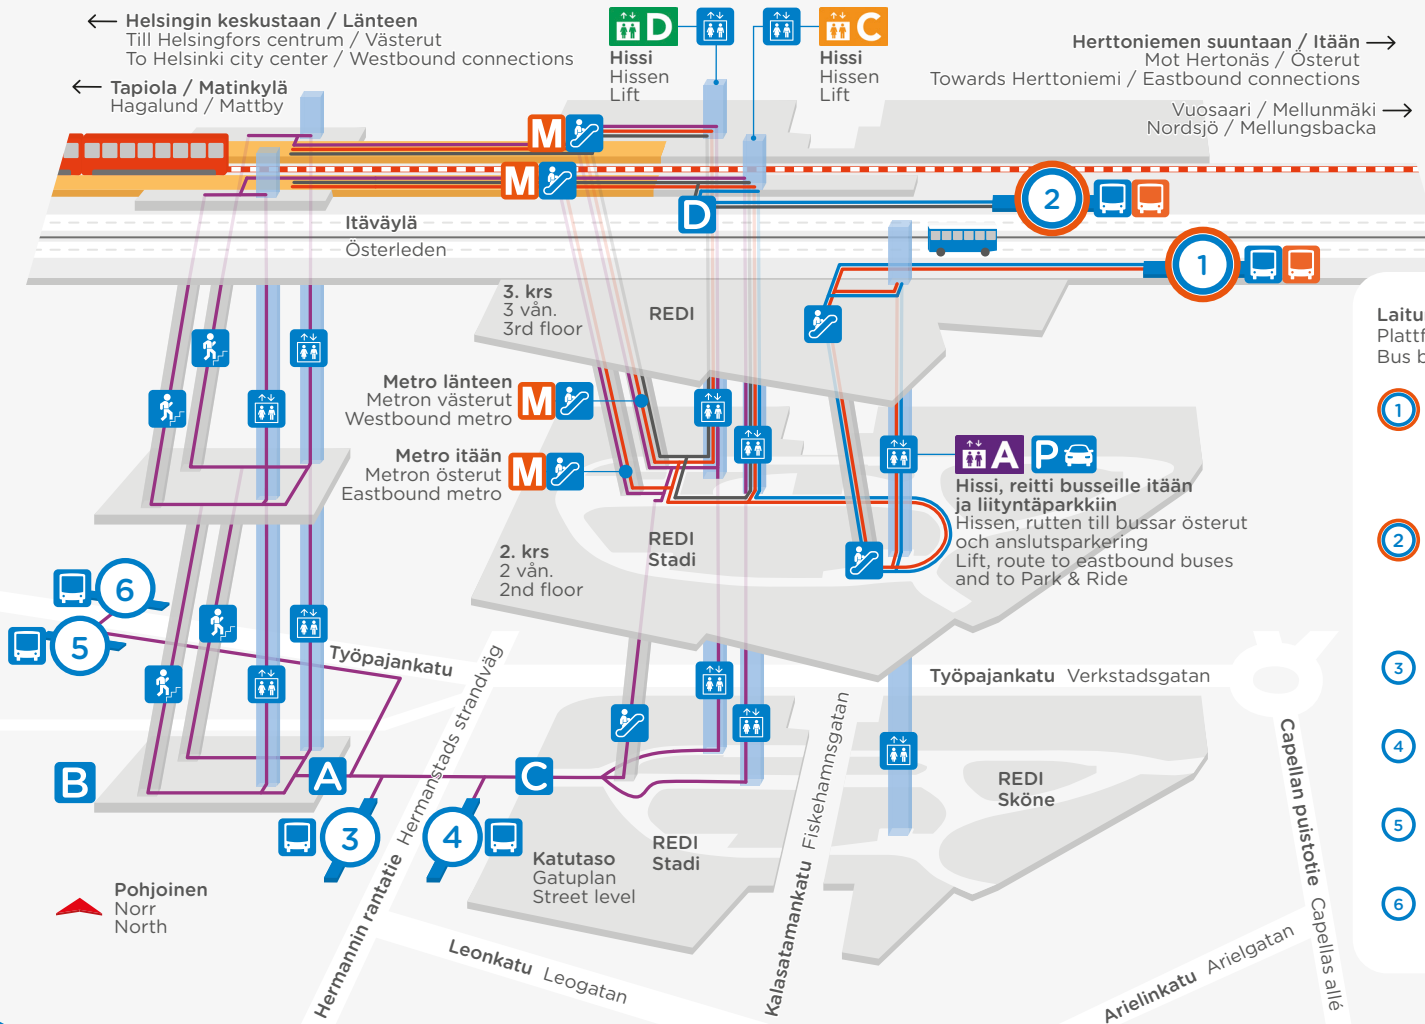 Helsingin keskustaan / Länteen
Till Helsingfors centrum / Västerut
To Helsinki city center / Westbound connections
Tapiola / Matinkylä
Hagalund / Mattby
D
Hissi
Hissen
Lift
C
Hissi
Hissen
Lift
Herttoniemen suuntaan / Itään
Mot Hertonäs / Österut
Towards Herttoniemi / Eastbound connections
Vuosaari / Mellunmäki
Nordsjö / Mellungsbacka
M
M
D
2
1
Itäväylä
Österleden
3. krs
3 vån.
3rd floor
REDI
Metro länteen
Metron västerut
Westbound metro
M
Metro itään
Metron österut
Eastbound metro
M
A
P
Hissi, reitti busseille itään
ja liityntäparkkiin
Hissen, rutten till bussar österut
och anslutsparkering
Lift, route to eastbound buses
and to Park & Ride
REDI
Stadi
2. krs
2 vån.
2nd floor
6
5
Työpajankatu
Työpajankatu Verkstadsgatan
B
A
C
3
4
REDI
Sköne
REDI
Stadi
Katutaso
Gatuplan
Street level
Hermannin rantatie Hermanstads strandväg
Kalasatamankatu Fiskehamnsgatan
Capellan puistotie Capellas allé
Leonkatu Leogatan
Arielinkatu Arielgatan
Pohjoinen
Norr
North
Laitu
Plattf
Bus b
1
2
3
4
5
6